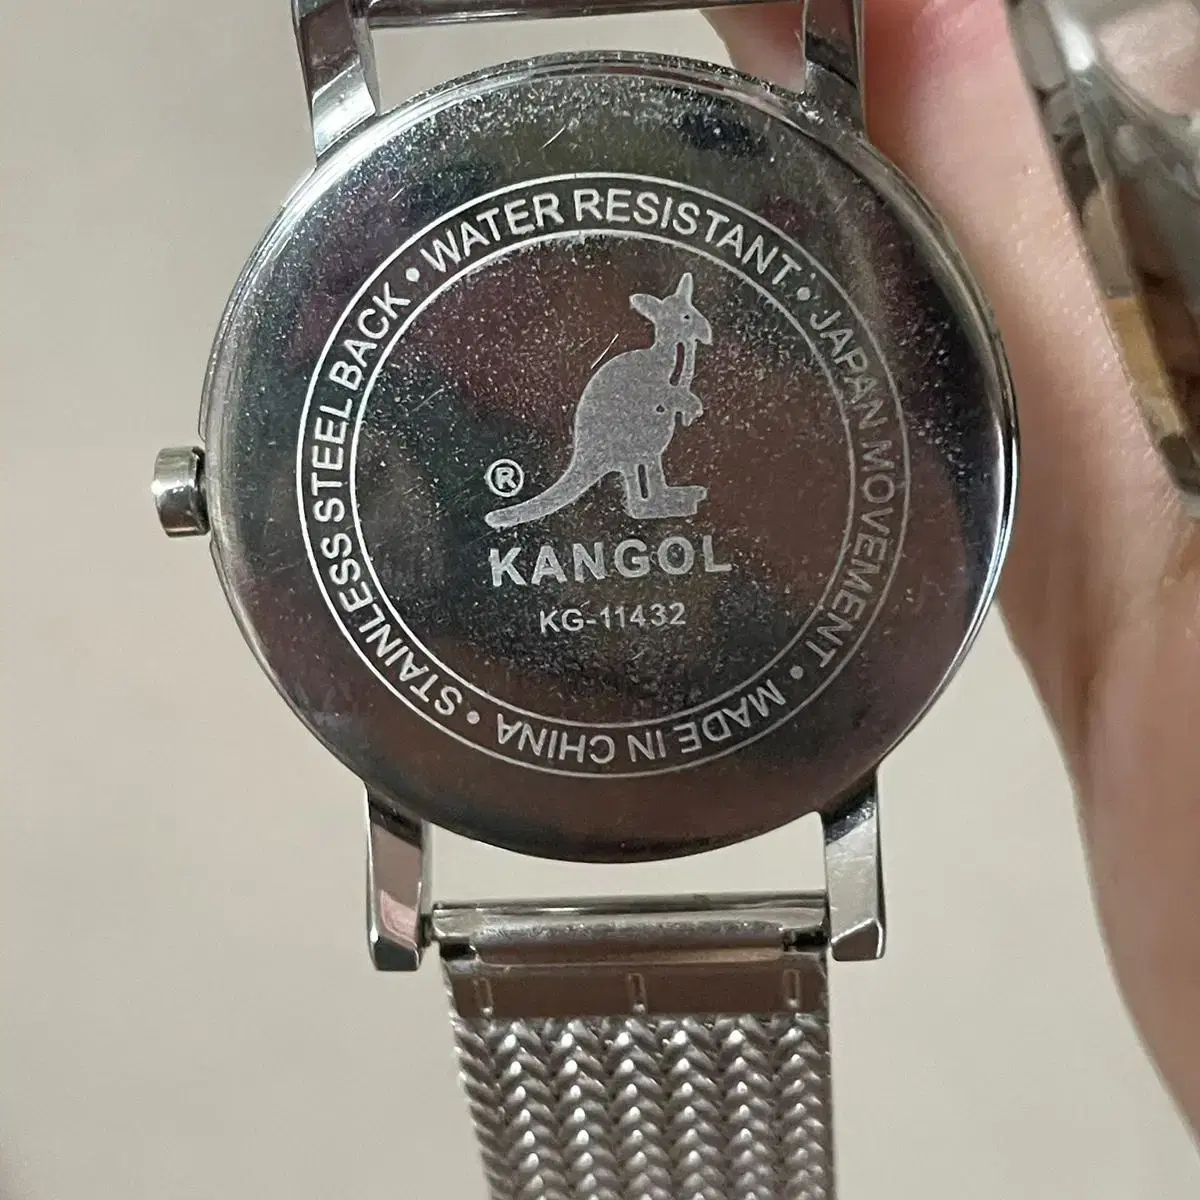 WATER RESISTANT • JAPAN MOVEMENT • MADE IN CHINA • STAINLESS STEEL BACK •
®
KANGOL
KG-11432